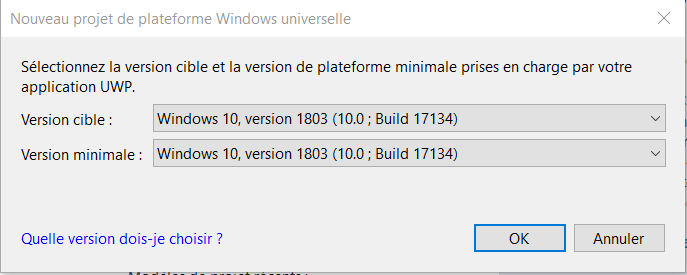 Nouveau projet de plateforme Windows universelle
Sélectionnez la version cible et la version de plateforme minimale prises en charge par votre
application UWP.
Version cible :
Windows 10, version 1803 (10.0 ; Build 17134)
Version minimale :
Windows 10, version 1803 (10.0 ; Build 17134)
Quelle version dois-je choisir ?
OK
Annuler
Modèles de projet récents :